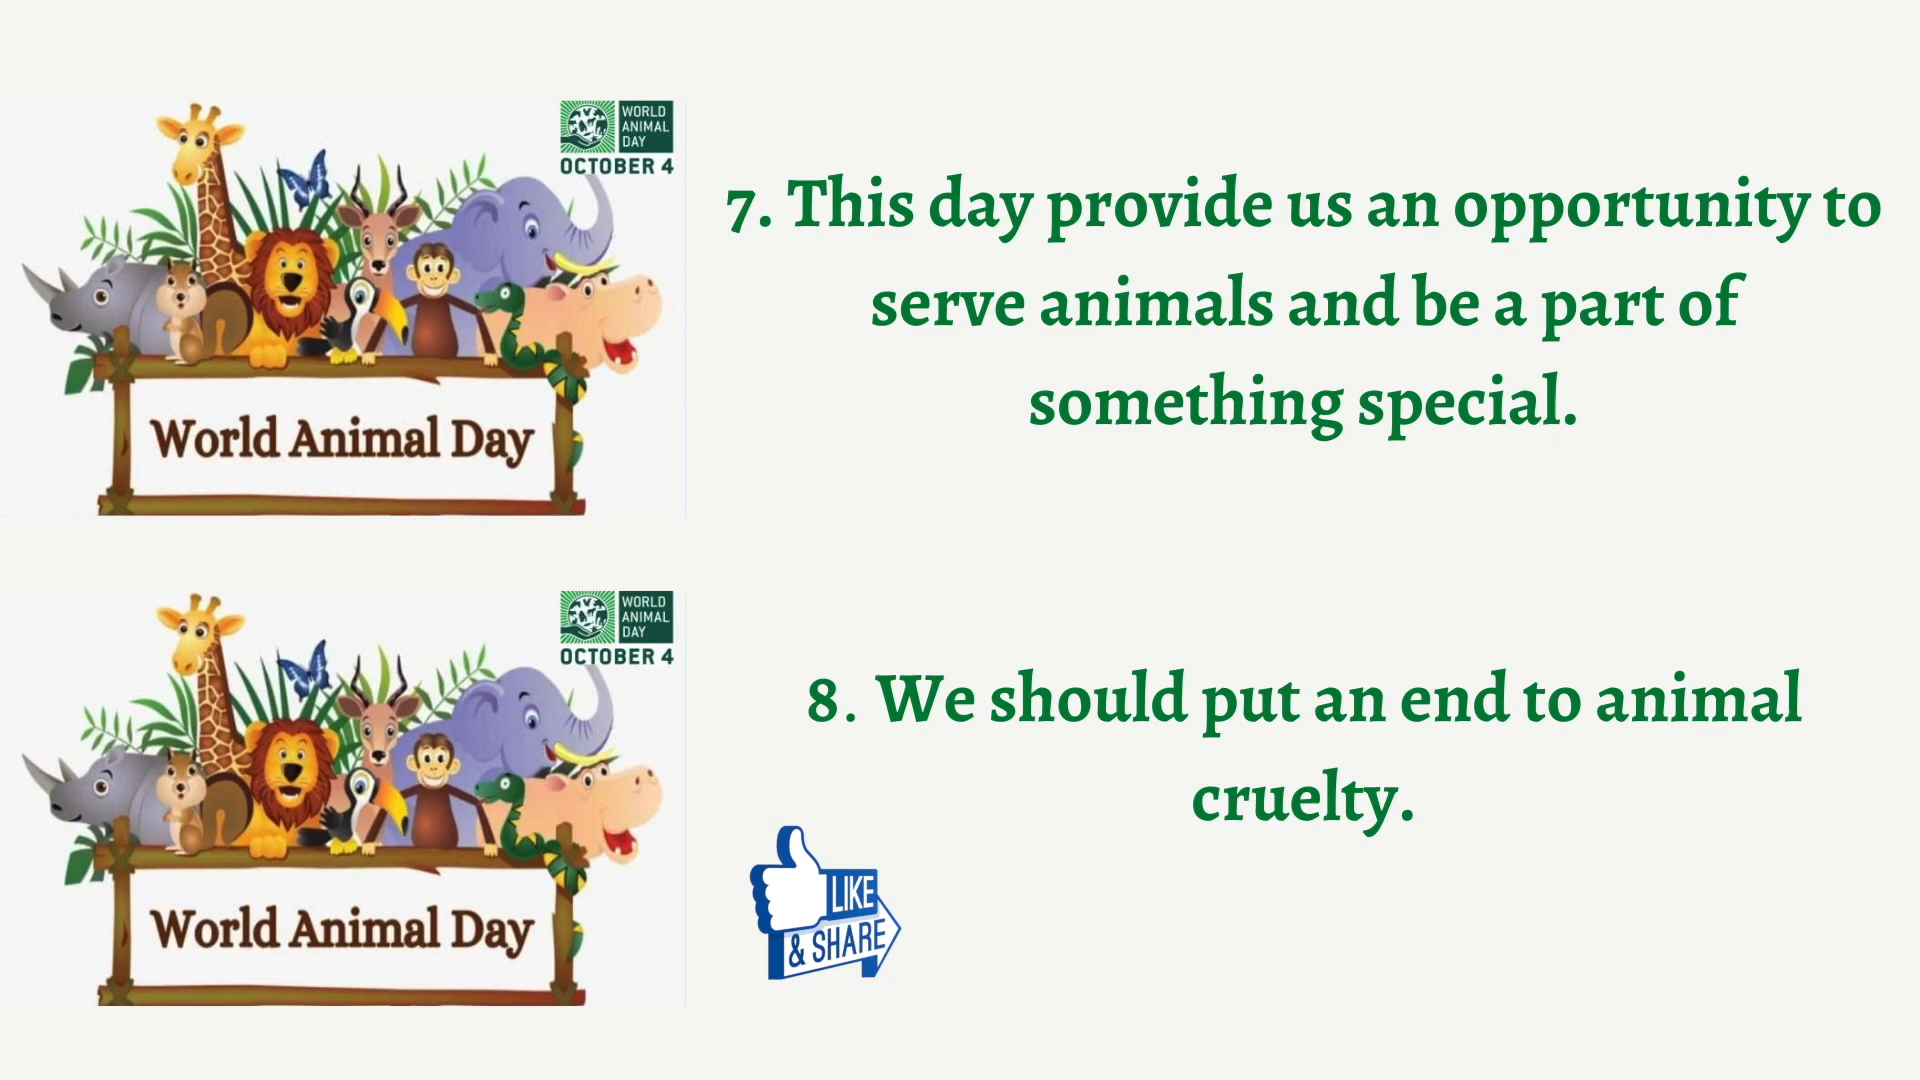 WORLD
ANIMAL
DAY
OCTOBER 4
World Animal Day
7. This day provide us an opportunity to
serve animals and be a part of
something special.
WORLD
ANIMAL
DAY
OCTOBER 4
World Animal Day
8. We should put an end to animal
cruelty.
LIKE
& SHARE